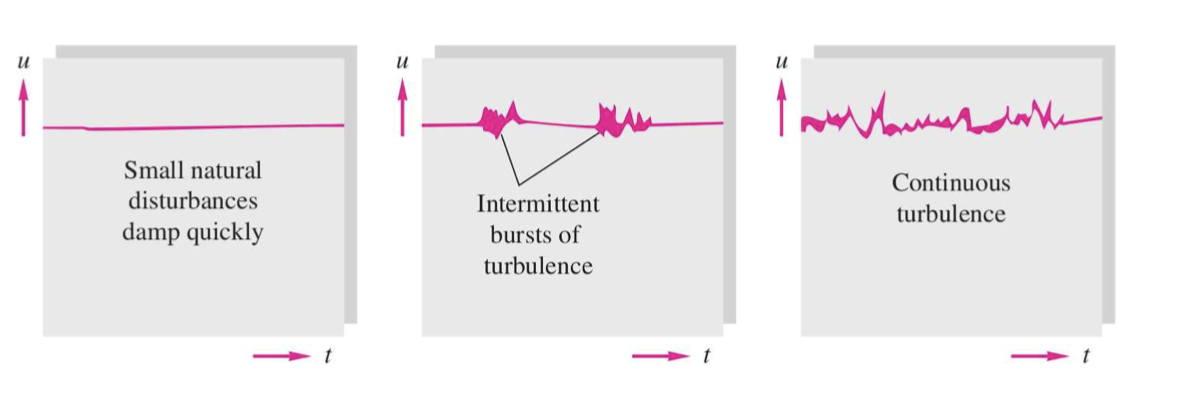 u
Small natural
disturbances
damp quickly
t
u
Intermittent
bursts of
turbulence
t
u
Continuous
turbulence
t